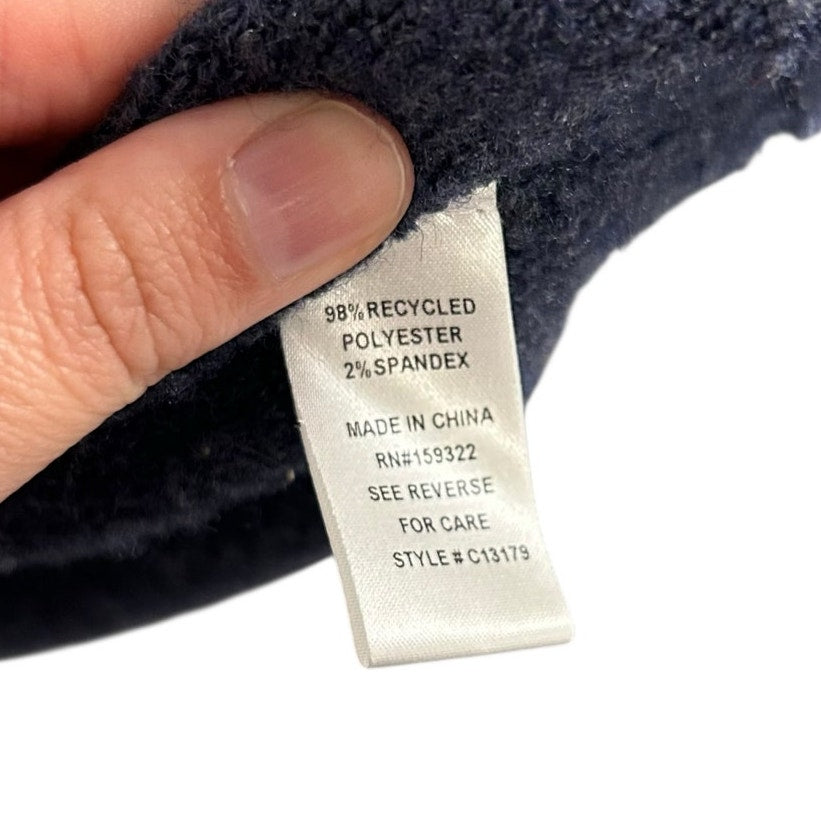 98% RECYCLED
POLYESTER
2% SPANDEX
MADE IN CHINA
RN#159322
SEE REVERSE
FOR CARE
STYLE # C13179